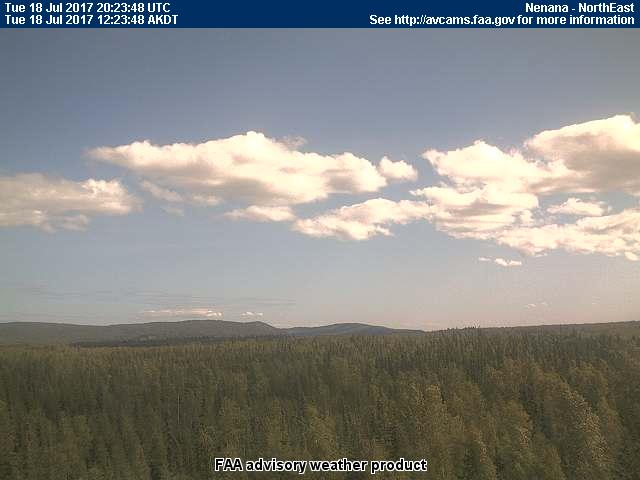 Tue 18 Jul 2017 20:23:48 UTC
Nenana - NorthEast
Tue 18 Jul 2017 12:23:48 AKDT
See http://avcams.faa.gov for more information
FAA advisory weather product